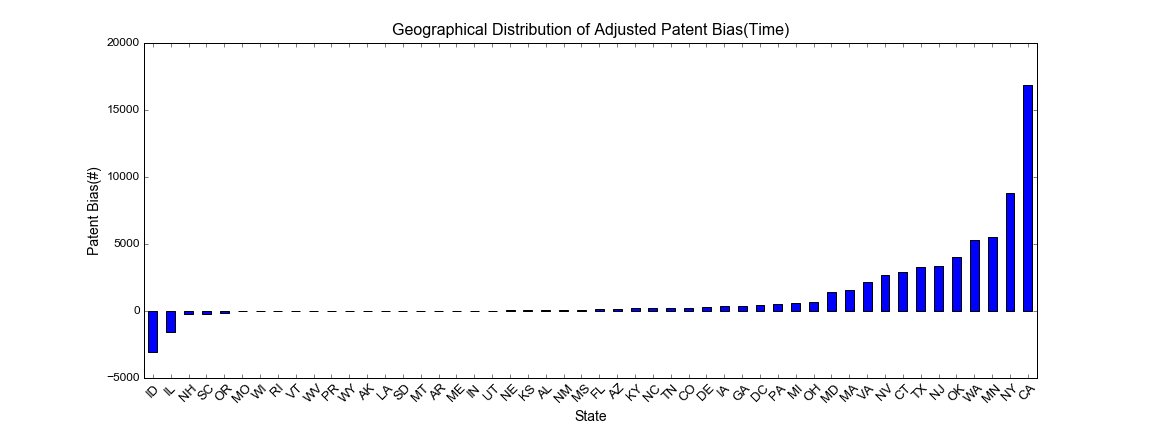 Geographical Distribution of Adjusted Patent Bias(Time)
20000
15000
10000
5000
0
−5000
Patent Bias(#)
ID IL NH SC OR MO WI RI VT WV PR WY AK LA SD MT AR ME IN UT NE KS AL NM MS FL AZ KY NC TN CO DE IA GA DC PA MI OH MD MA VA NV CT TX NJ OK WA MN NY CA
State